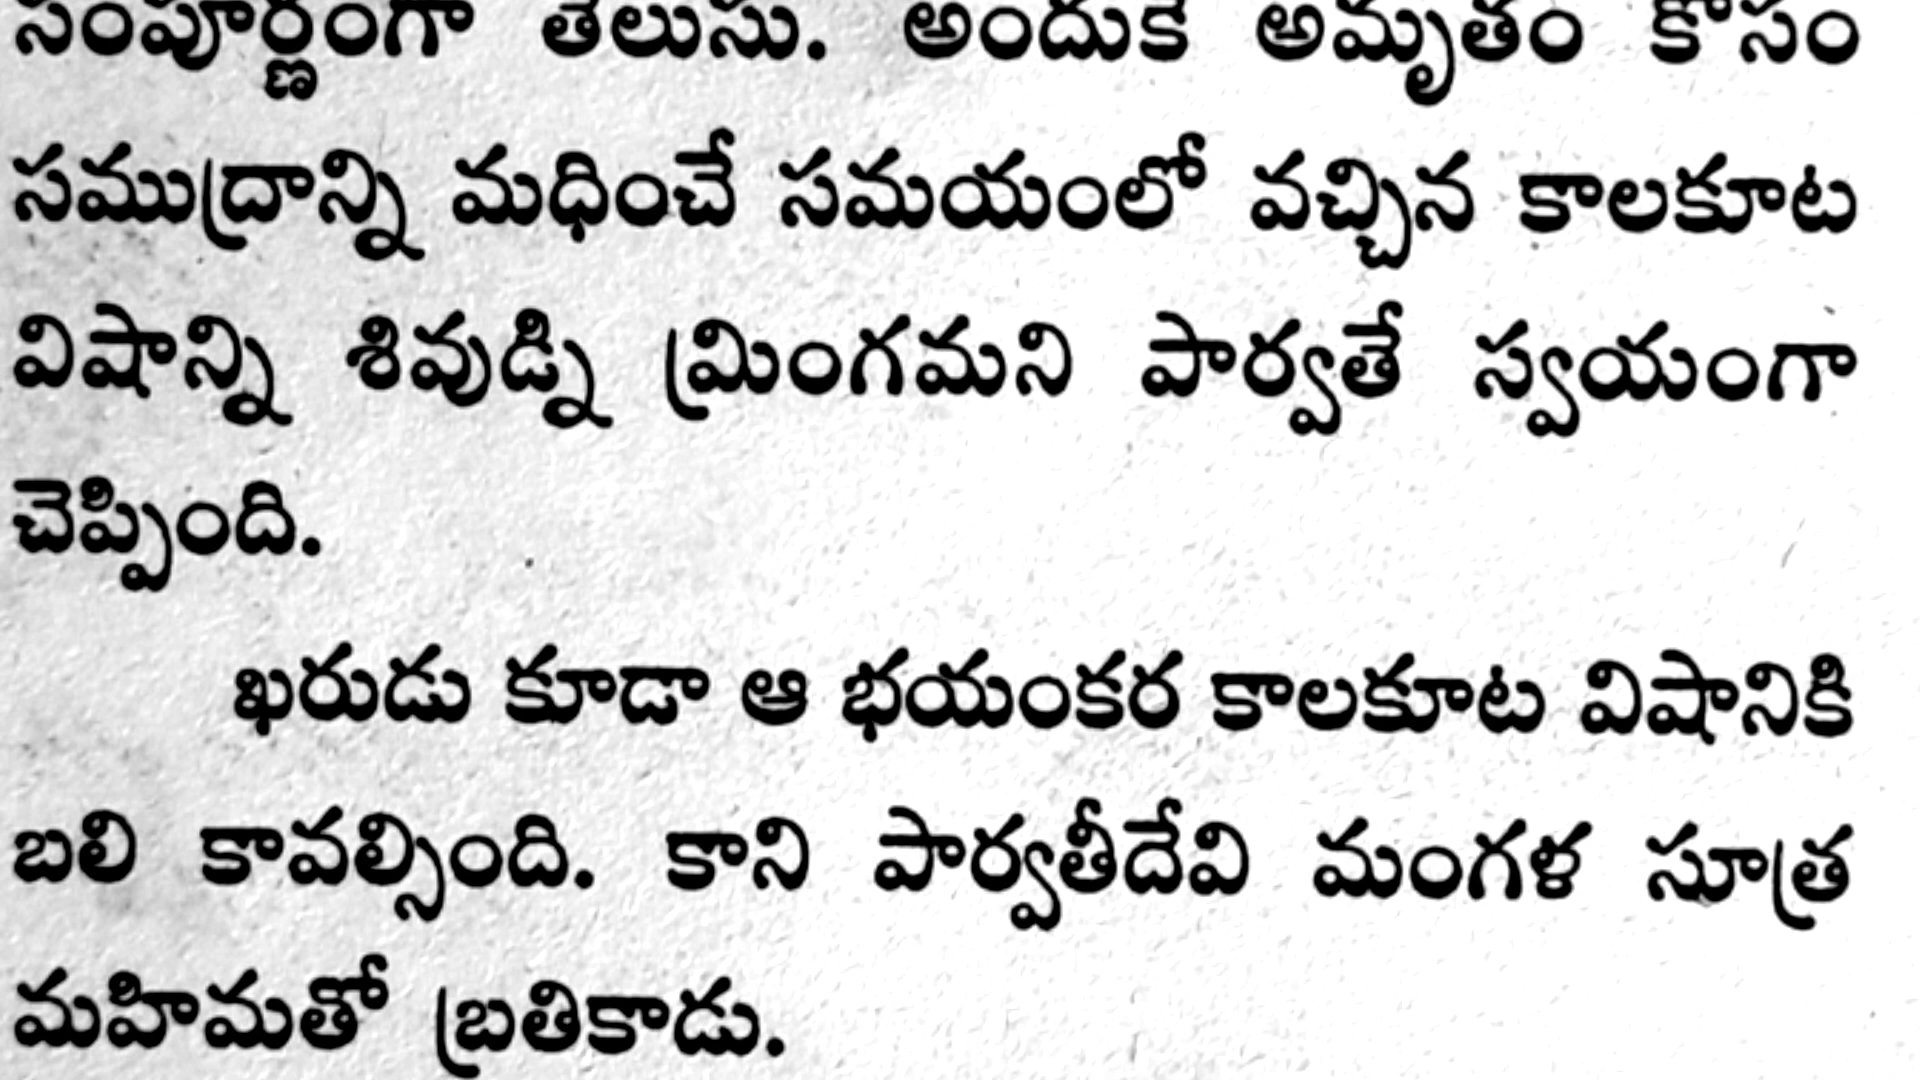 సంపూర్ణంగా తెలుసు. అందుకే అమృతం కోసం
సముద్రాన్ని మధించే సమయంలో వచ్చిన కాలకూట
విషాన్ని శివుడ్ని మ్రింగమని పార్వతే స్వయంగా
చెప్పింది.
ఖరుడు కూడా ఆ భయంకర కాలకూట విషానికి
బలి కావల్సింది. కాని పార్వతీదేవి మంగళ సూత్ర
మహిమతో బ్రతికాడు.